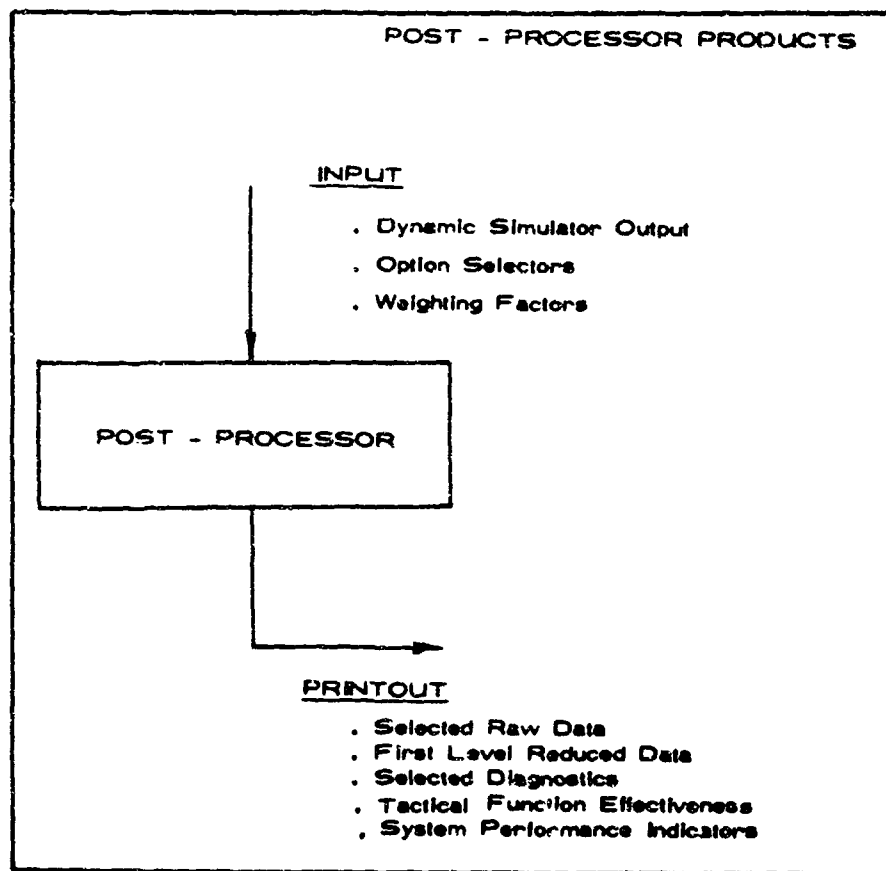 POST - PROCESSOR PRODUCTS
INPUT
. Dynamic Simulator Output
. Option Selectors
. Weighting Factors
POST - PROCESSOR
PRINTOUT
. Selected Raw Data
. First Level Reduced Data
. Selected Diagnostics
. Tactical Function Effectiveness
. System Performance Indicators